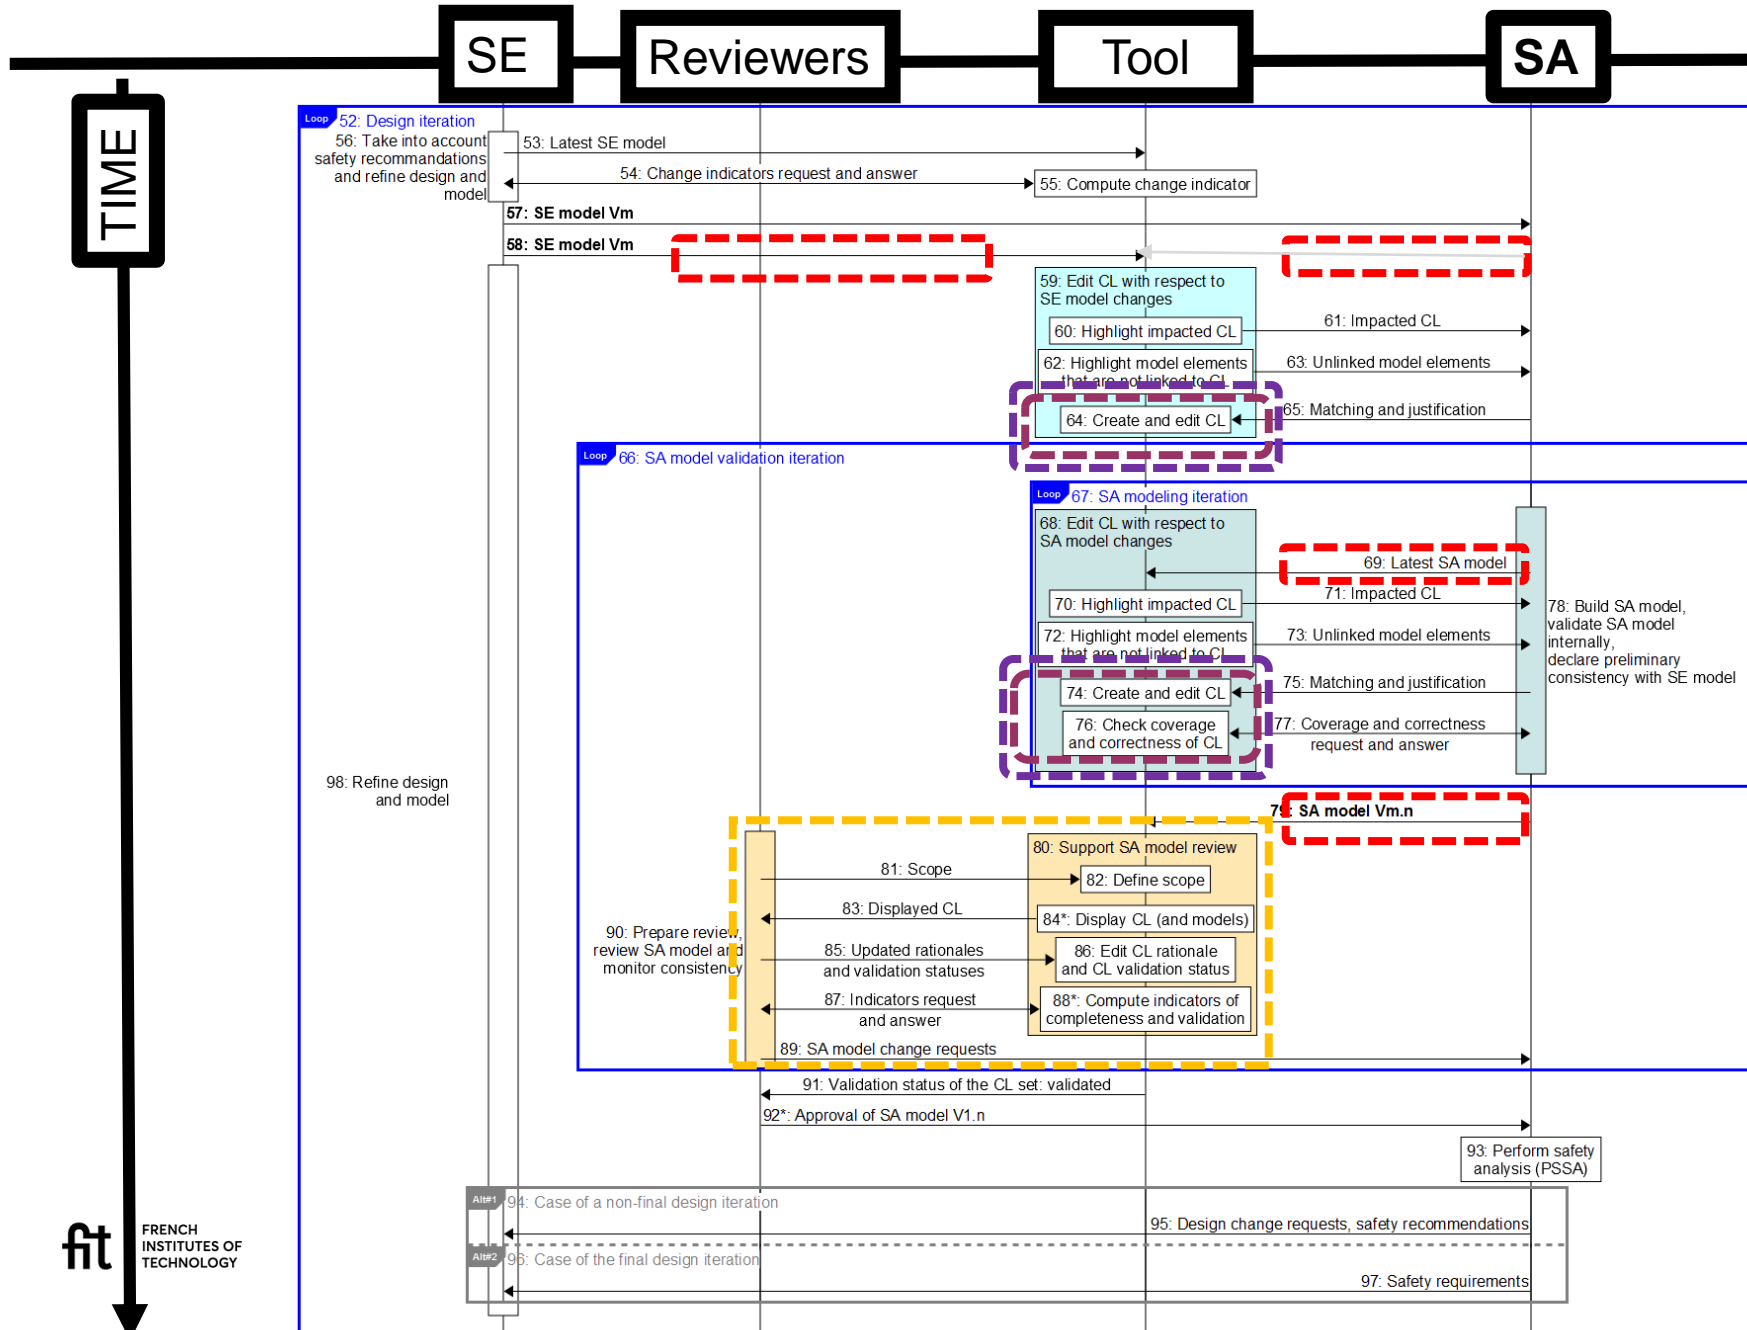 SE
Reviewers
Tool
SA
TIME
Loop
52: Design iteration
56: Take into account
safety recommandations
and refine design and
model
53: Latest SE model
54: Change indicators request and answer
55: Compute change indicator
57: SE model Vm
58: SE model Vm
59: Edit CL with respect to
SE model changes
60: Highlight impacted CL
61: Impacted CL
62: Highlight model elements
that are not linked to CL
63: Unlinked model elements
64: Create and edit CL
65: Matching and justification
Loop
66: SA model validation iteration
Loop
67: SA modeling iteration
68: Edit CL with respect to
SA model changes
69: Latest SA model
70: Highlight impacted CL
71: Impacted CL
72: Highlight model elements
that are not linked to CL
73: Unlinked model elements
74: Create and edit CL
75: Matching and justification
76: Check coverage
and correctness of CL
77: Coverage and correctness
request and answer
78: Build SA model,
validate SA model
internally,
declare preliminary
consistency with SE model
98: Refine design
and model
79: SA model Vm.n
80: Support SA model review
81: Scope
82: Define scope
83: Displayed CL
84*: Display CL (and models)
90: Prepare review,
review SA model and
monitor consistency
85: Updated rationales
and validation statuses
86: Edit CL rationale
and CL validation status
87: Indicators request
and answer
88*: Compute indicators of
completeness and validation
89: SA model change requests
91: Validation status of the CL set: validated
92*: Approval of SA model V1.n
93: Perform safety
analysis (PSSA)
Alt#1
94: Case of a non-final design iteration
95: Design change requests, safety recommendations
Alt#2
96: Case of the final design iteration
97: Safety requirements
fit
FRENCH
INSTITUTES OF
TECHNOLOGY